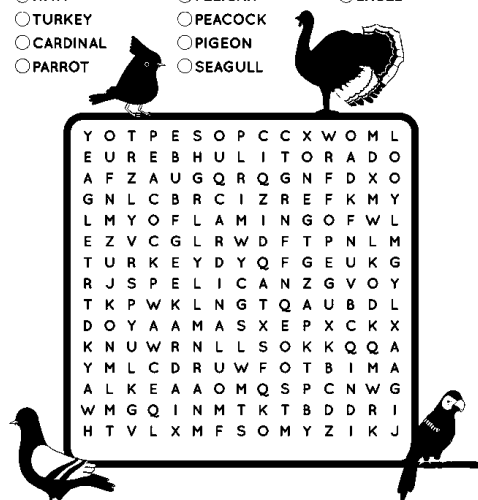 TURKEY
PEACOCK
CARDINAL
PIGEON
PARROT
SEAGULL
Y O T P E S O P C C X W O M L
E U R E B H U L I T O R A D O
A F Z A U G Q R Q G N F D X O
G N L C B R C I Z R E F K M Y
L M Y O F L A M I N G O F W L
E Z V C G L R W D F T P N L M
T U R K E Y D Y Q F G E U K G
R J S P E L I C A N Z G V O Y
T K P W K L N G T Q A U B D L
D O Y A A M A S X E P X C K X
K N U W R N L L S O K K Q Q A
Y M L C D R U W F O T B I M A
A L K E A A O M Q S P C N W G
W M G Q I N M T K T B D D R I
H T V L X M F S O M Y Z I K J